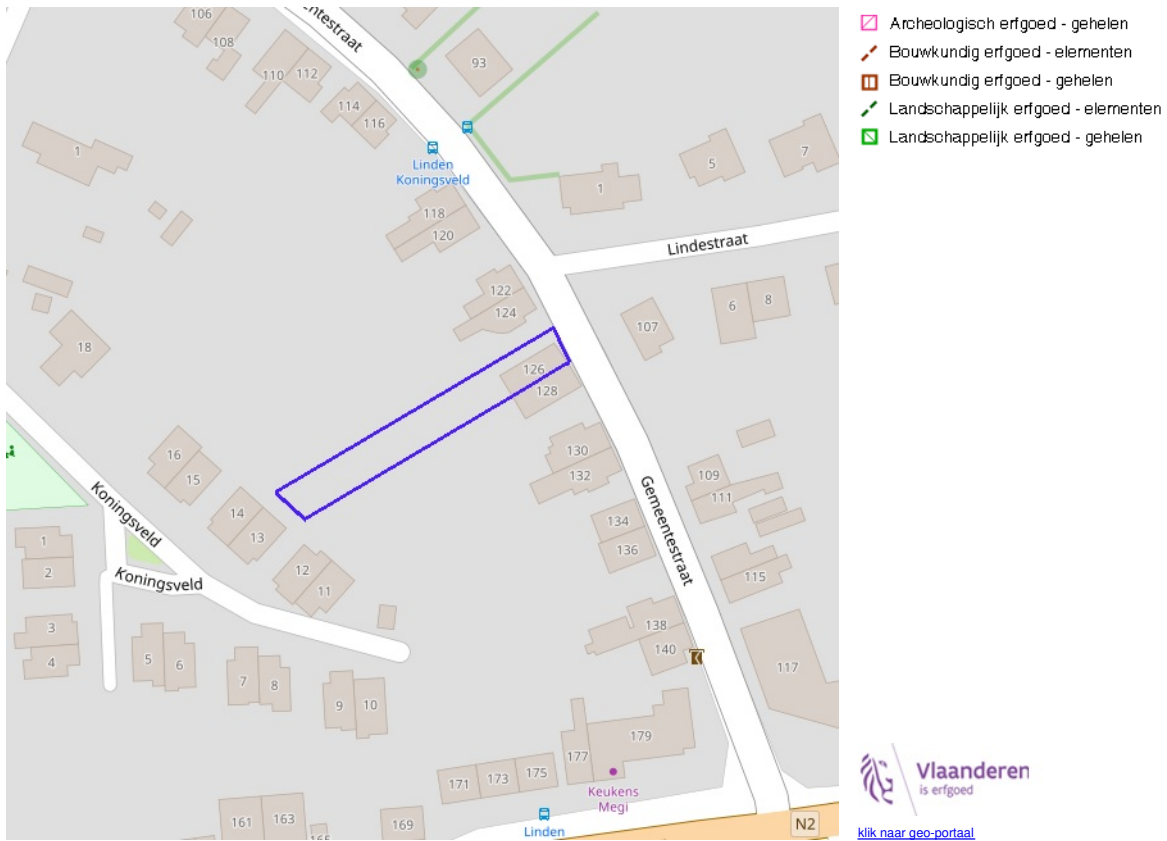 106
entestraat
108
110
112
93
114
116
1
Linden
Koningsveld
5
7
1
118
120
Lindestraat
122
124
6
8
107
18
126
128
16
15
130
132
109
111
Koningsveld
14
13
Gemeentestraat
134
136
1
2
12
11
115
Koningsveld
3
4
5
6
138
140
117
7
8
9
10
179
177
175
173
171
Keukens
Megi
161
163
169
Linden
N2
Archeologisch erfgoed - gehelen
Bouwkundig erfgoed - elementen
Bouwkundig erfgoed - gehelen
Landschappelijk erfgoed - elementen
Landschappelijk erfgoed - gehelen
Vlaanderen
is erfgoed
klik naar geo-portaal